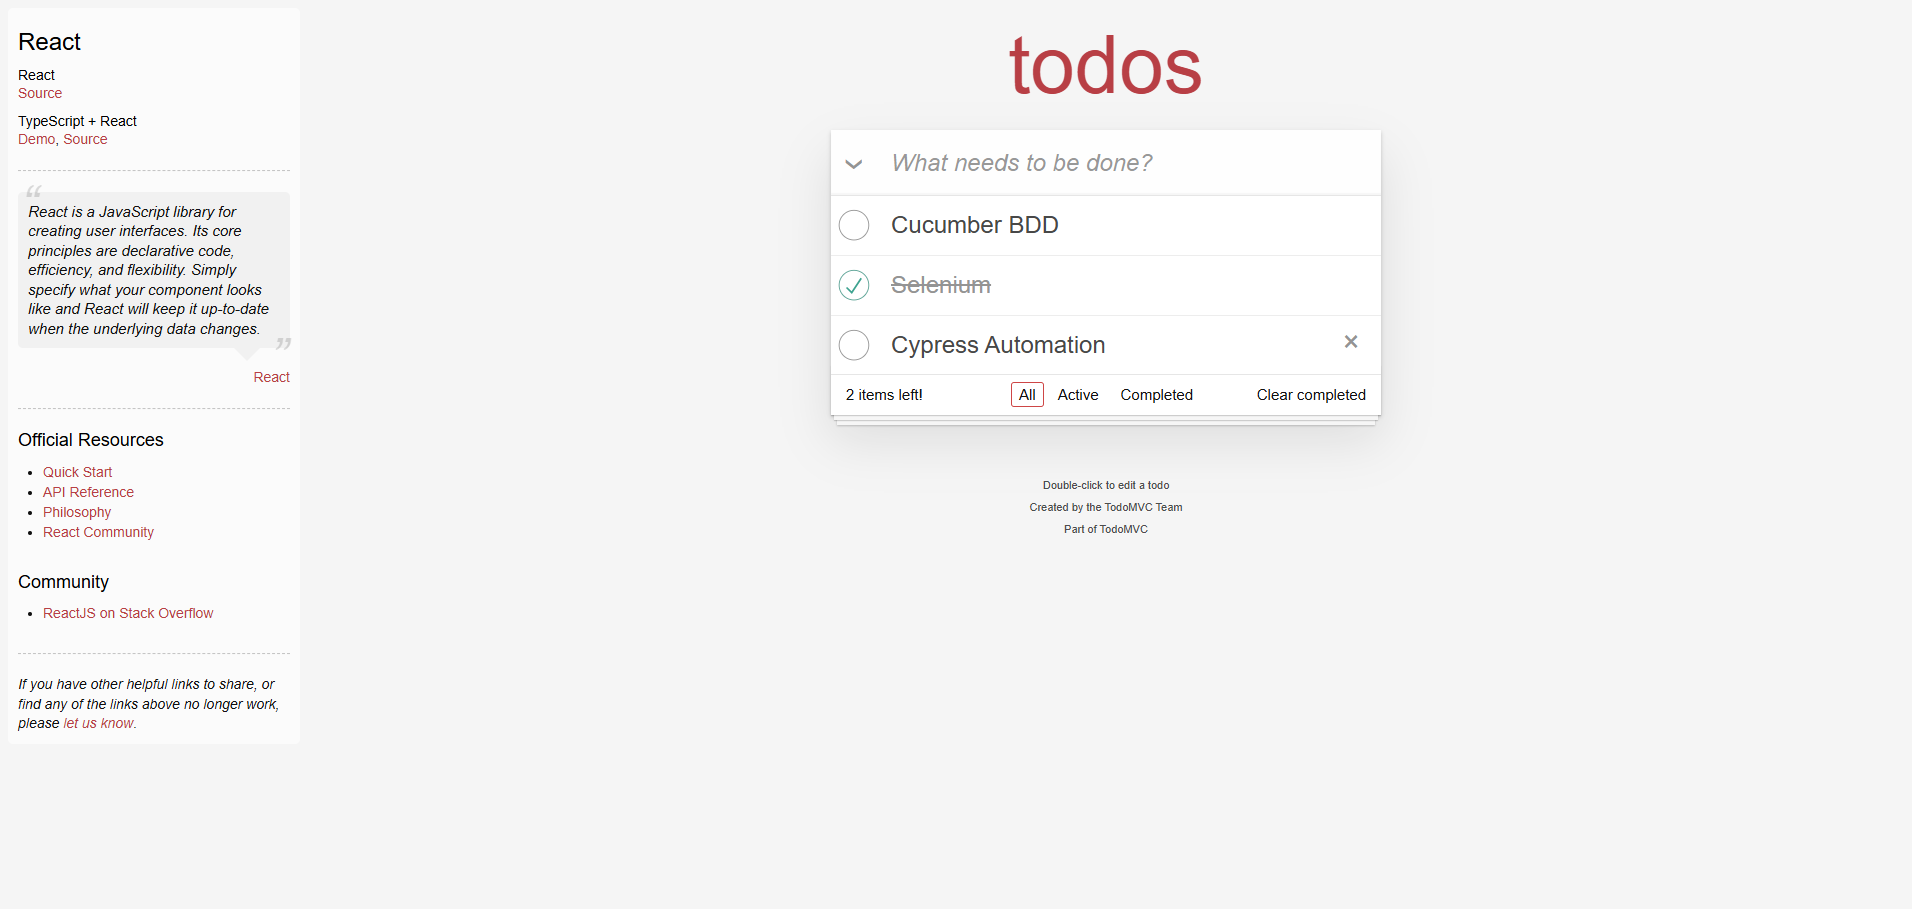 React
React
Source
TypeScript + React
Demo, Source
“
React is a JavaScript library for
creating user interfaces. Its core
principles are declarative code,
efficiency, and flexibility. Simply
specify what your component looks
like and React will keep it up-to-date
when the underlying data changes.
”
React
Official Resources
• Quick Start
• API Reference
• Philosophy
• React Community
Community
• ReactJS on Stack Overflow
If you have other helpful links to share, or
find any of the links above no longer work,
please let us know.
todos
What needs to be done?
Cucumber BDD
Selenium
Cypress Automation ×
2 items left! All Active Completed Clear completed
Double-click to edit a todo
Created by the TodoMVC Team
Part of TodoMVC